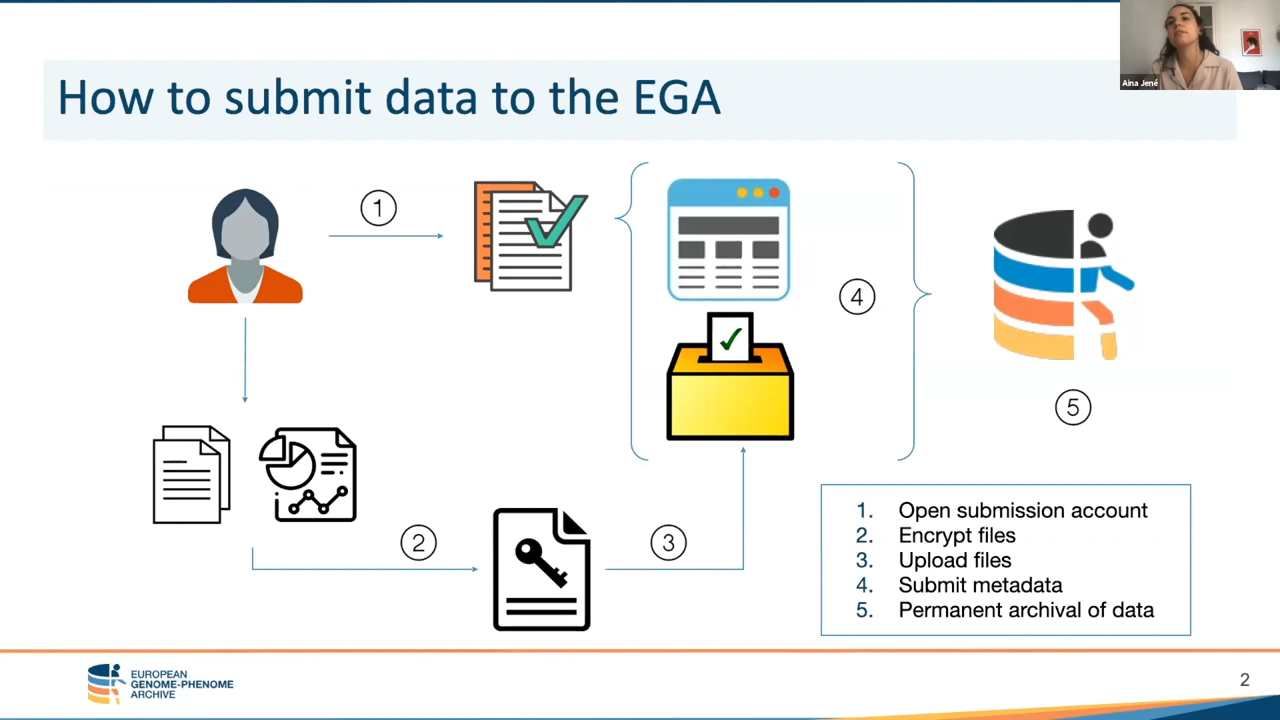 Aina Jené
How to submit data to the EGA
1
4
5
2
3
1. Open submission account
2. Encrypt files
3. Upload files
4. Submit metadata
5. Permanent archival of data
EUROPEAN
GENOME-PHENOME
ARCHIVE
2